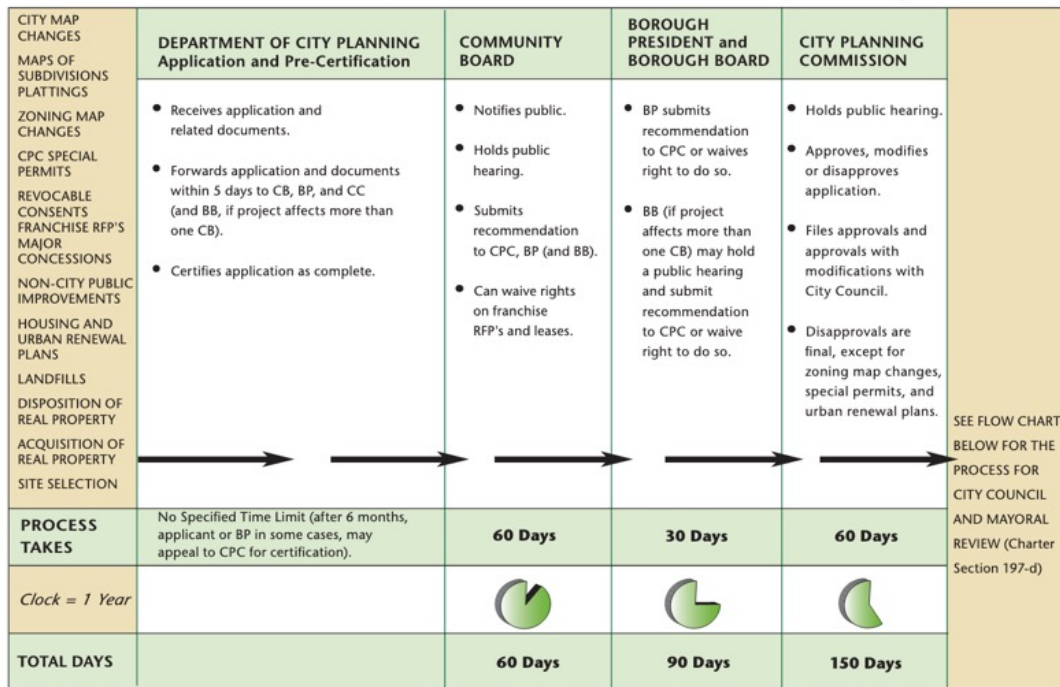 CITY MAP
CHANGES
MAPS OF
SUBDIVISIONS
PLATTINGS
ZONING MAP
CHANGES
CPC SPECIAL
PERMITS
REVOCABLE
CONSENTS
FRANCHISE RFP'S
MAJOR
CONCESSIONS
NON-CITY PUBLIC
IMPROVEMENTS
HOUSING AND
URBAN RENEWAL
PLANS
LANDFILLS
DISPOSITION OF
REAL PROPERTY
ACQUISITION OF
REAL PROPERTY
SITE SELECTION
DEPARTMENT OF CITY PLANNING
Application and Pre-Certification
• Receives application and
related documents.
• Forwards application and documents
within 5 days to CB, BP, and CC
(and BB, if project affects more than
one CB).
• Certifies application as complete.
COMMUNITY
BOARD
• Notifies public.
• Holds public
hearing.
• Submits
recommendation
to CPC, BP (and BB).
• Can waive rights
on franchise
RFP's and leases.
BOROUGH
PRESIDENT and
BOROUGH BOARD
• BP submits
recommendation
to CPC or waives
right to do so.
• BB (if project
affects more than
one CB) may hold
a public hearing
and submit
recommendation
to CPC or waive
right to do so.
CITY PLANNING
COMMISSION
• Holds public hearing.
• Approves, modifies
or disapproves
application.
• Files approvals and
approvals with
modifications with
City Council.
• Disapprovals are
final, except for
zoning map changes,
special permits, and
urban renewal plans.
SEE FLOW CHART
BELOW FOR THE
PROCESS FOR
CITY COUNCIL
AND MAYORAL
REVIEW (Charter
Section 197-d)
PROCESS
TAKES
No Specified Time Limit (after 6 months,
applicant or BP in some cases, may
appeal to CPC for certification).
60 Days
30 Days
60 Days
Clock = 1 Year
TOTAL DAYS
60 Days
90 Days
150 Days